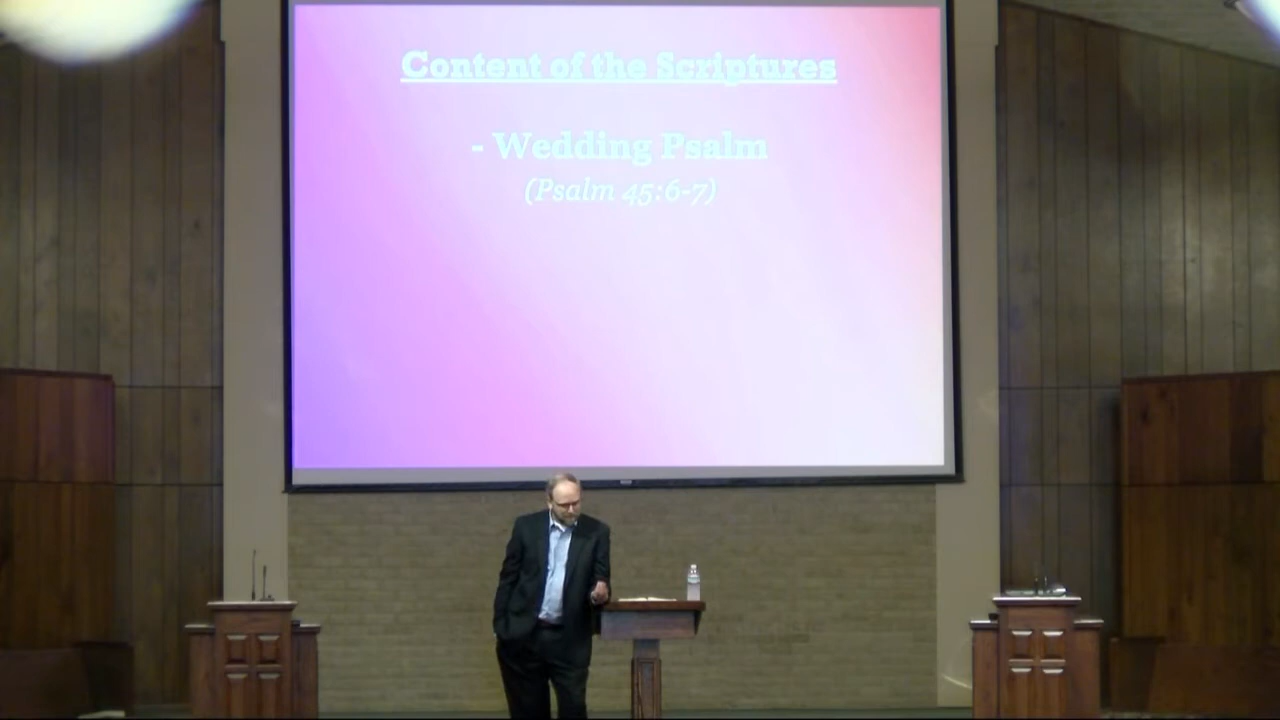 Content of the Scriptures
- Wedding Psalm
(Psalm 45:6-7)